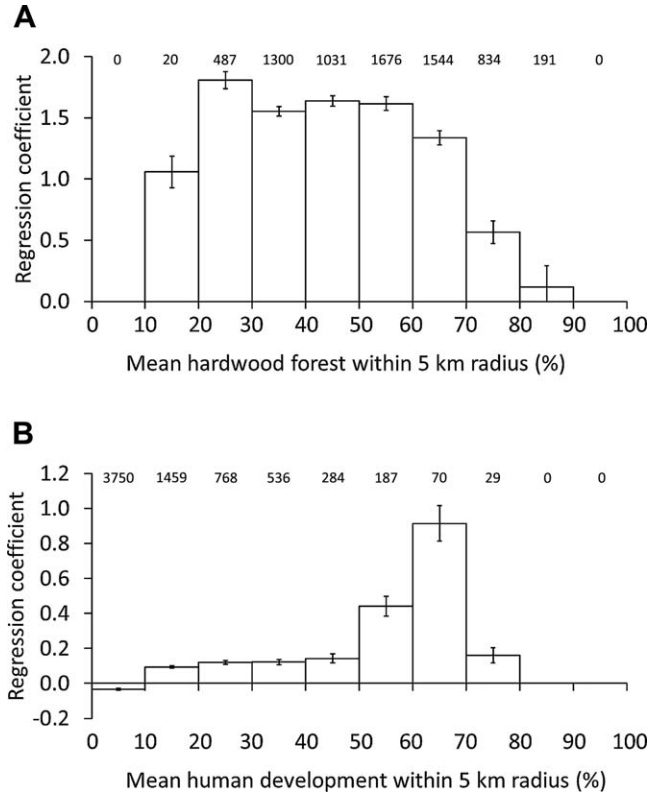 A
0 20 487 1300 1031 1676 1544 834 191 0
2.0
1.5
1.0
0.5
0.0
Regression coefficient
0 10 20 30 40 50 60 70 80 90 100
Mean hardwood forest within 5 km radius (%)
B
3750 1459 768 536 284 187 70 29 0 0
1.2
1.0
0.8
0.6
0.4
0.2
0.0
-0.2
Regression coefficient
0 10 20 30 40 50 60 70 80 90 100
Mean human development within 5 km radius (%)